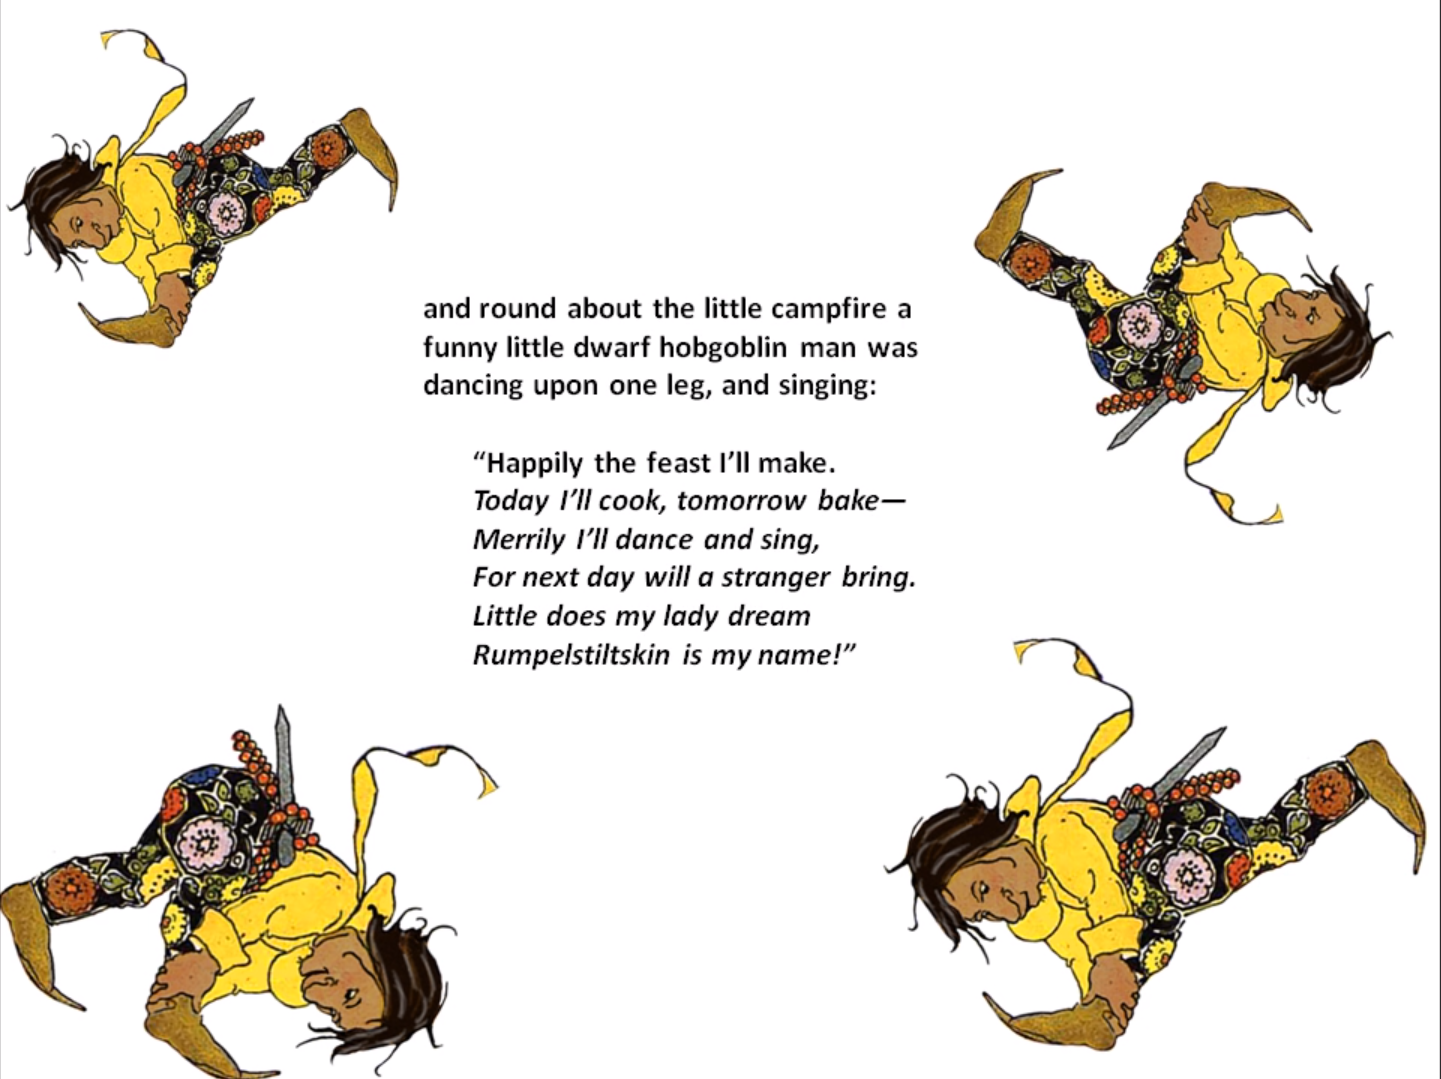 and round about the little campfire a
funny little dwarf hobgoblin man was
dancing upon one leg, and singing:
“Happily the feast I’ll make.
Today I’ll cook, tomorrow bake—
Merrily I’ll dance and sing,
For next day will a stranger bring.
Little does my lady dream
Rumpelstiltskin is my name!”